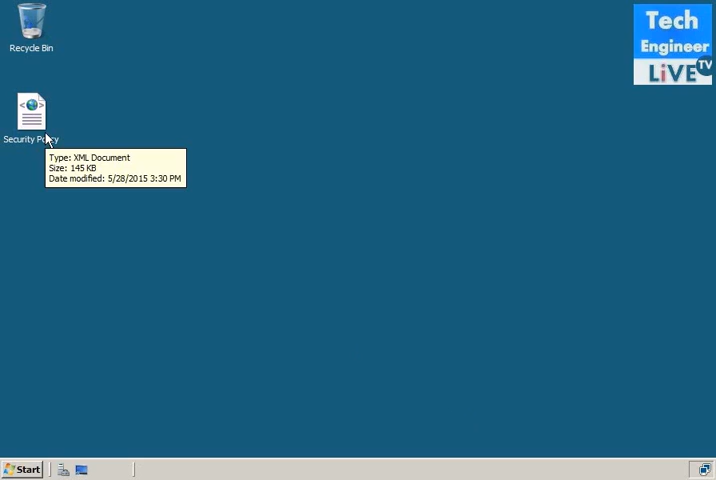 Recycle Bin
Tech
Engineer
LiVE
TV
Security Policy
Type: XML Document
Size: 145 KB
Date modified: 5/28/2015 3:30 PM
Start